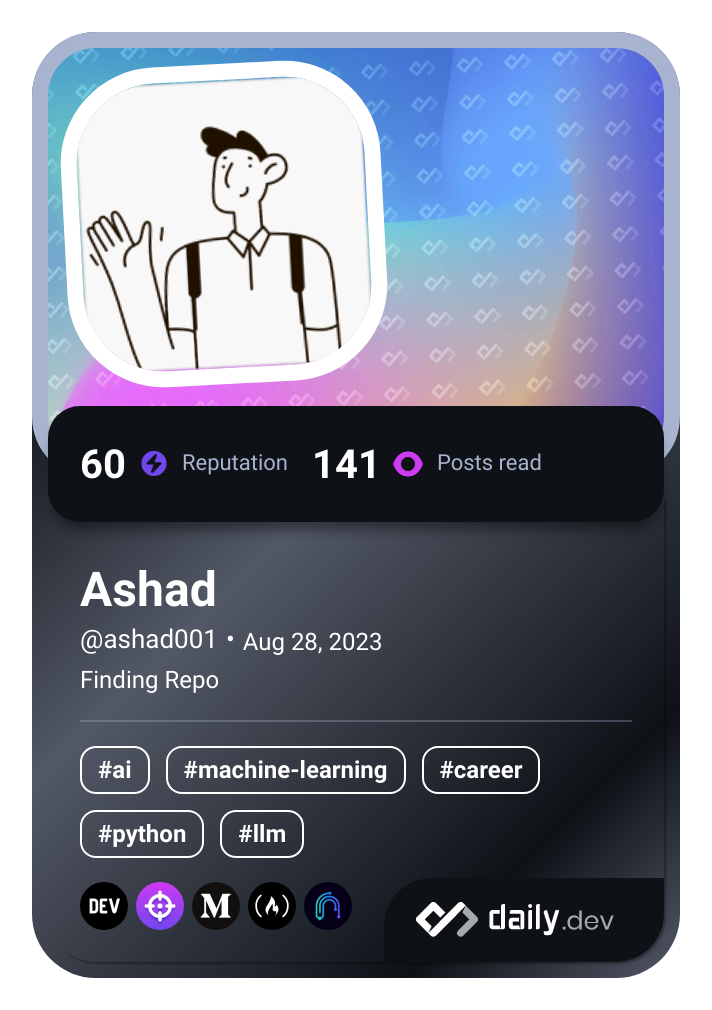 60 Reputation 141 Posts read
Ashad
@ashad001 • Aug 28, 2023
Finding Repo
#ai #machine-learning #career
#python #llm
DEV M daily.dev